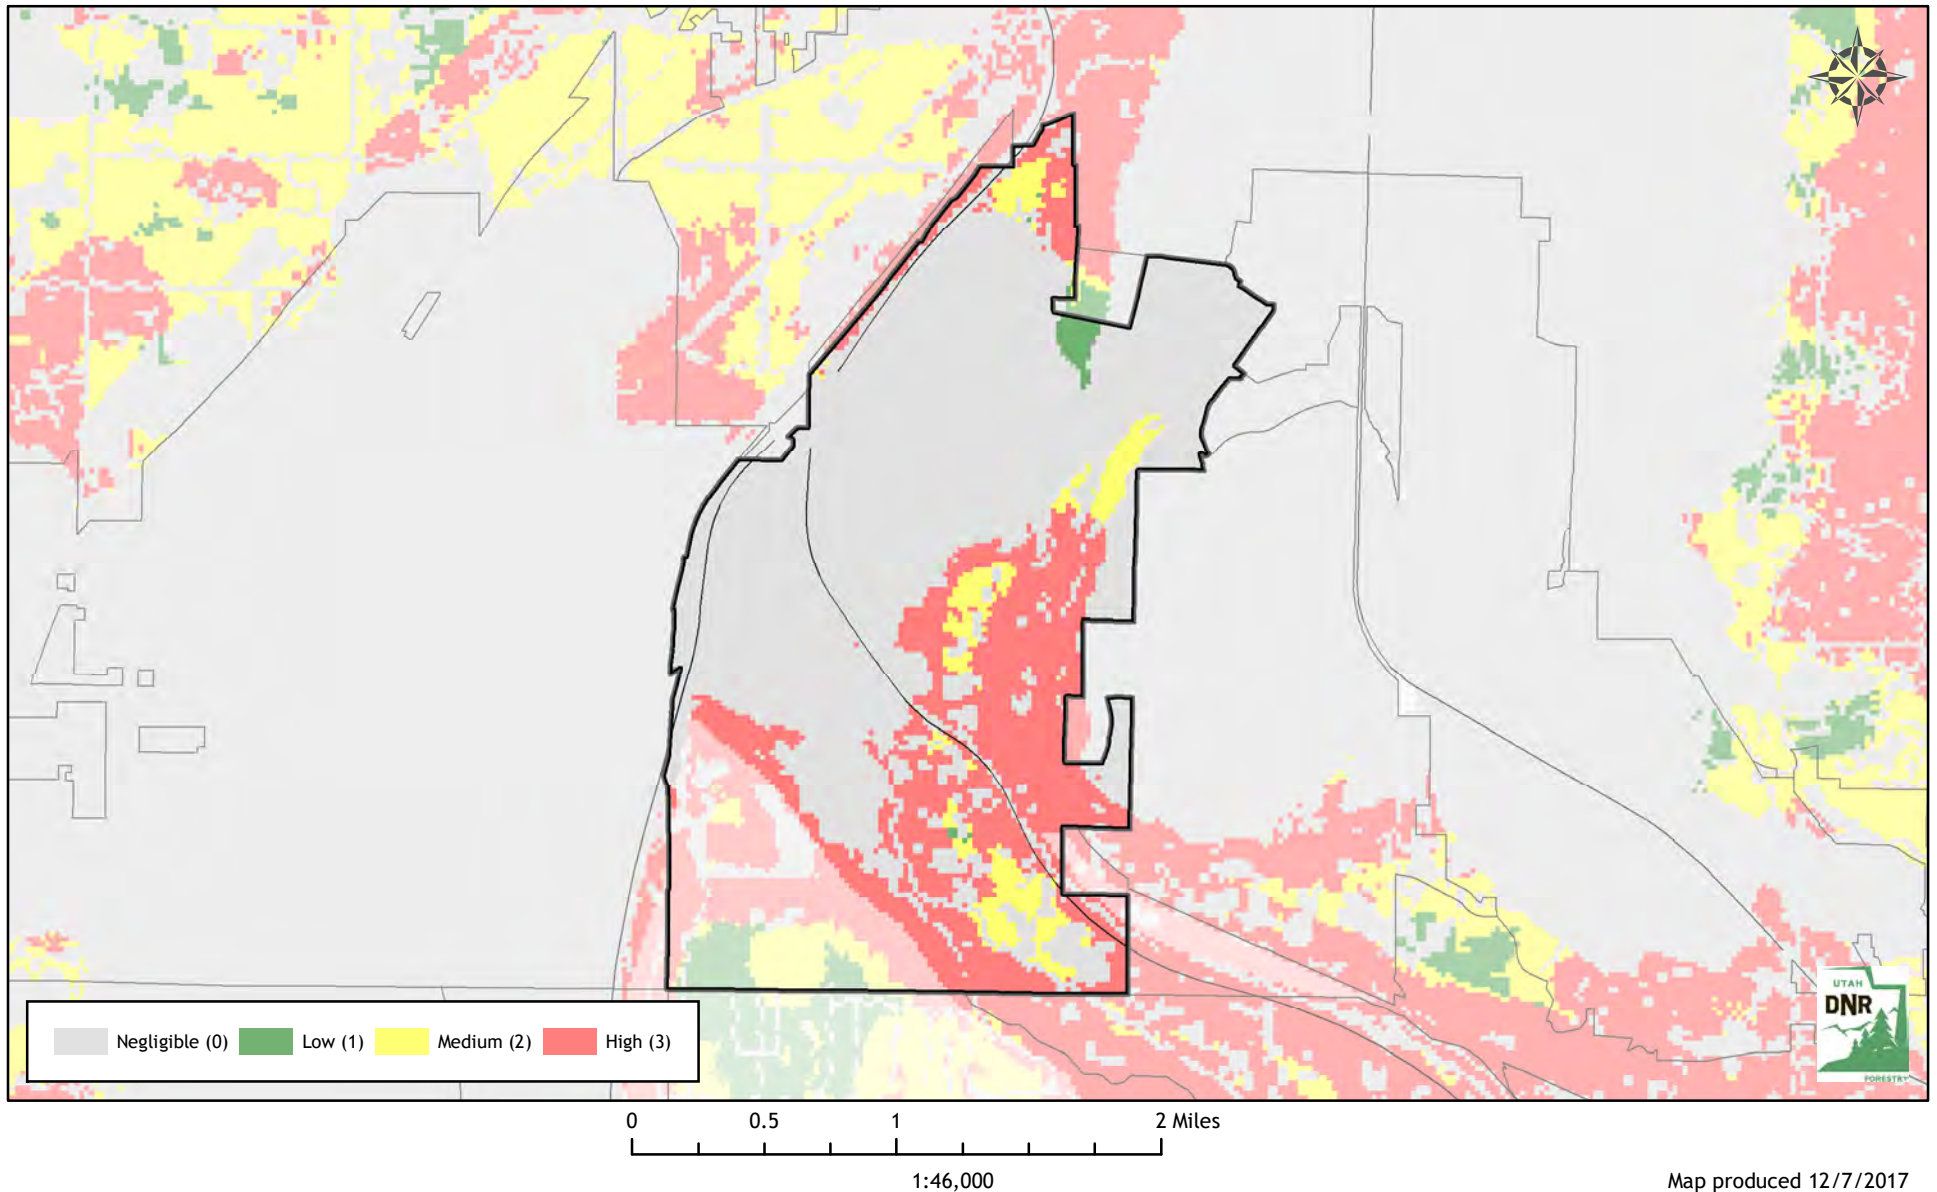 UTAH
DNR
FORESTRY
Negligible (0) Low (1) Medium (2) High (3)
0 0.5 1 2 Miles
1:46,000
Map produced 12/7/2017